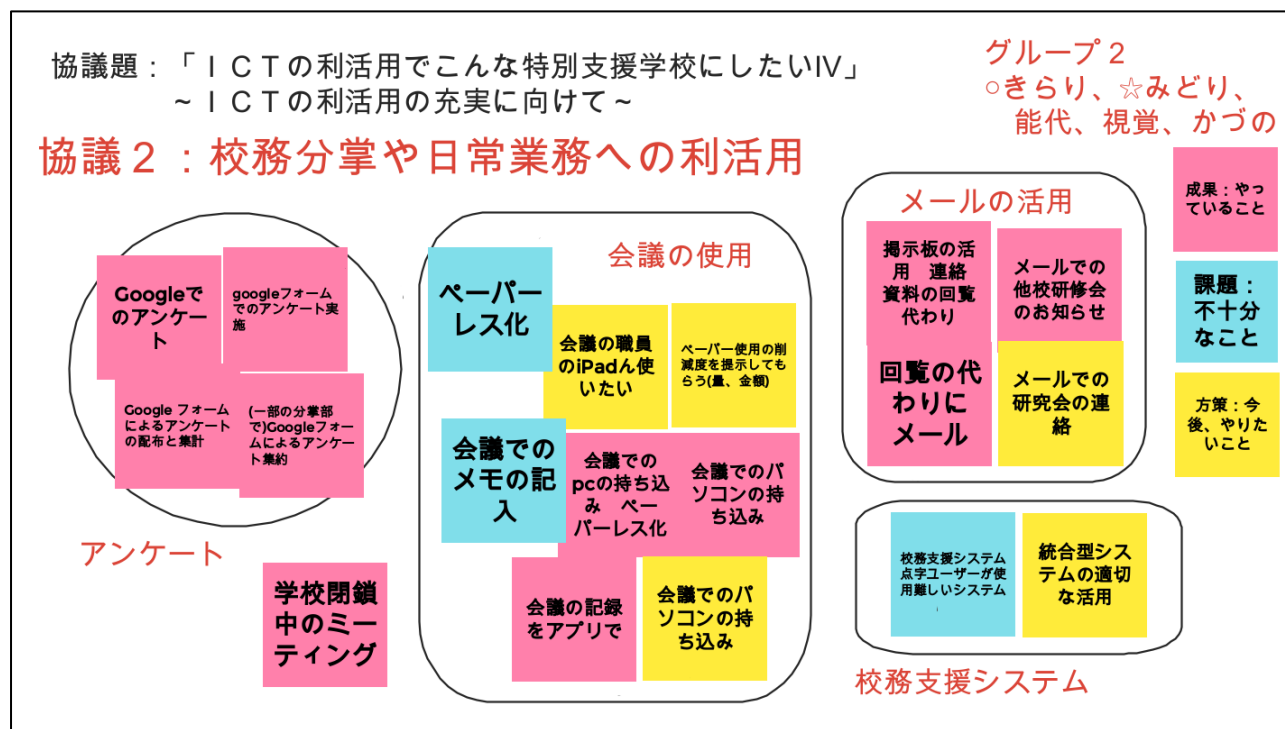 協議題：「ＩＣＴの利活用でこんな特別支援学校にしたいⅣ」
～ＩＣＴの利活用の充実に向けて～
グループ２
○きらり、☆みどり、
能代、視覚、かづの
協議２：校務分掌や日常業務への利活用
Googleで
のアンケー
ト
googleフォーム
でのアンケート実
施
Google フォーム
によるアンケート
の配布と集計
(一部の分掌部
で)Googleフォー
ムによるアンケー
ト集約
アンケート
学校閉鎖
中のミー
ティング
会議の使用
ペーパー
レス化
会議の職員
のiPadん使
いたい
ペーパー使用の削
減度を提示しても
らう(量、金額)
会議での
メモの記
入
会議での
pcの持ち込
み　ペー
パーレス化
会議でのパ
ソコンの持
ち込み
会議の記録
をアプリで
会議でのパ
ソコンの持
ち込み
メールの活用
掲示板の活
用　連絡
資料の回覧
代わり
メールでの
他校研修会
のお知らせ
回覧の代
わりに
メール
メールでの
研究会の連
絡
校務支援システム
点字ユーザーが使
用難しいシステム
統合型シス
テムの適切
な活用
校務支援システム
成果：やっ
ていること
課題：
不十分
なこと
方策：今
後、やりた
いこと